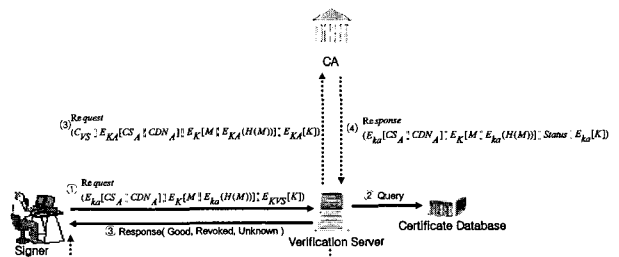 CA
Request
(3) (C_VS ∥ E_KA[CS_A ∥ CDN_A] ∥ E_K[M ∥ E_KA(H(M))] ∥ E_KA[K])
(4) Response
(E_ka[CS_A ∥ CDN_A] ∥ E_K[M ∥ E_ka(H(M))] ∥ Status ∥ E_ka[K])
① Request
(E_ka[CS_A ∥ CDN_A] ∥ E_K[M ∥ E_ka(H(M))] ∥ E_KVS[K])
② Query
③ Response( Good, Revoked, Unknown )
Signer
Verification Server
Certificate Database